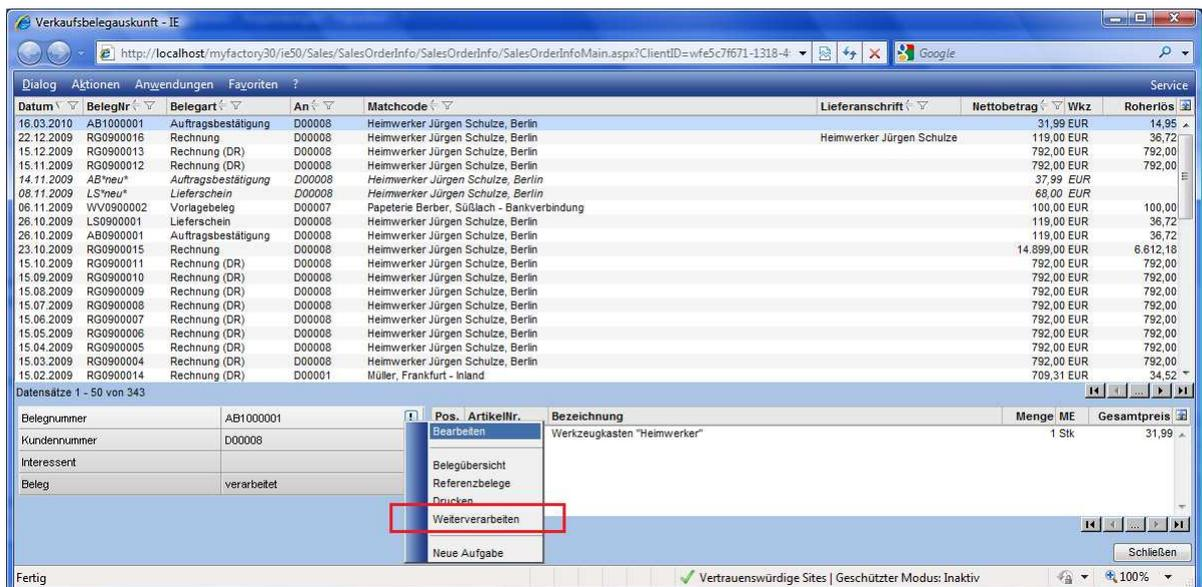 Verkaufsbelegauskunft - IE
http://localhost/myfactory30/ie50/Sales/SalesOrderInfo/SalesOrderInfo/SalesOrderInfoMain.aspx?ClientID=wfe5c7f671-1318-4 Google
Dialog Aktionen Anwendungen Favoriten ? Service
Datum BelegNr Belegart An Matchcode Lieferanschrift Nettobetrag Wkz Roherlös
16.03.2010 AB1000001 Auftragsbestätigung D00008 Heimwerker Jürgen Schulze, Berlin 31,99 EUR 14,95
22.12.2009 RG0900016 Rechnung D00008 Heimwerker Jürgen Schulze, Berlin Heimwerker Jürgen Schulze 119,00 EUR 36,72
15.12.2009 RG0900013 Rechnung (DR) D00008 Heimwerker Jürgen Schulze, Berlin 792,00 EUR 792,00
15.11.2009 RG0900012 Rechnung (DR) D00008 Heimwerker Jürgen Schulze, Berlin 792,00 EUR 792,00
14.11.2009 AB*neu* Auftragsbestätigung D00008 Heimwerker Jürgen Schulze, Berlin 37,99 EUR
08.11.2009 LS*neu* Lieferschein D00008 Heimwerker Jürgen Schulze, Berlin 68,00 EUR
06.11.2009 WV0900002 Vorlagebeleg D00007 Papeterie Berber, Süßlach - Bankverbindung 100,00 EUR 100,00
26.10.2009 LS0900001 Lieferschein D00008 Heimwerker Jürgen Schulze, Berlin 119,00 EUR 36,72
26.10.2009 AB0900001 Auftragsbestätigung D00008 Heimwerker Jürgen Schulze, Berlin 119,00 EUR 36,72
23.10.2009 RG0900015 Rechnung D00008 Heimwerker Jürgen Schulze, Berlin 14.899,00 EUR 6.612,18
15.10.2009 RG0900011 Rechnung (DR) D00008 Heimwerker Jürgen Schulze, Berlin 792,00 EUR 792,00
15.09.2009 RG0900010 Rechnung (DR) D00008 Heimwerker Jürgen Schulze, Berlin 792,00 EUR 792,00
15.08.2009 RG0900009 Rechnung (DR) D00008 Heimwerker Jürgen Schulze, Berlin 792,00 EUR 792,00
15.07.2009 RG0900008 Rechnung (DR) D00008 Heimwerker Jürgen Schulze, Berlin 792,00 EUR 792,00
15.06.2009 RG0900007 Rechnung (DR) D00008 Heimwerker Jürgen Schulze, Berlin 792,00 EUR 792,00
15.05.2009 RG0900006 Rechnung (DR) D00008 Heimwerker Jürgen Schulze, Berlin 792,00 EUR 792,00
15.04.2009 RG0900005 Rechnung (DR) D00008 Heimwerker Jürgen Schulze, Berlin 792,00 EUR 792,00
15.03.2009 RG0900004 Rechnung (DR) D00008 Heimwerker Jürgen Schulze, Berlin 792,00 EUR 792,00
15.02.2009 RG0900014 Rechnung (DR) D00001 Müller, Frankfurt - Inland 709,31 EUR 34,52
Datensätze 1 - 50 von 343 ...
Belegnummer AB1000001
Kundennummer D00008
Interessent
Beleg verarbeitet
Pos. ArtikelNr. Bezeichnung Menge ME Gesamtpreis
Werkzeugkasten "Heimwerker" 1 Stk 31,99
Bearbeiten
Belegübersicht
Referenzbelege
Drucken
Weiterverarbeiten
Neue Aufgabe
...
Schließen
Fertig Vertrauenswürdige Sites | Geschützter Modus: Inaktiv 100%